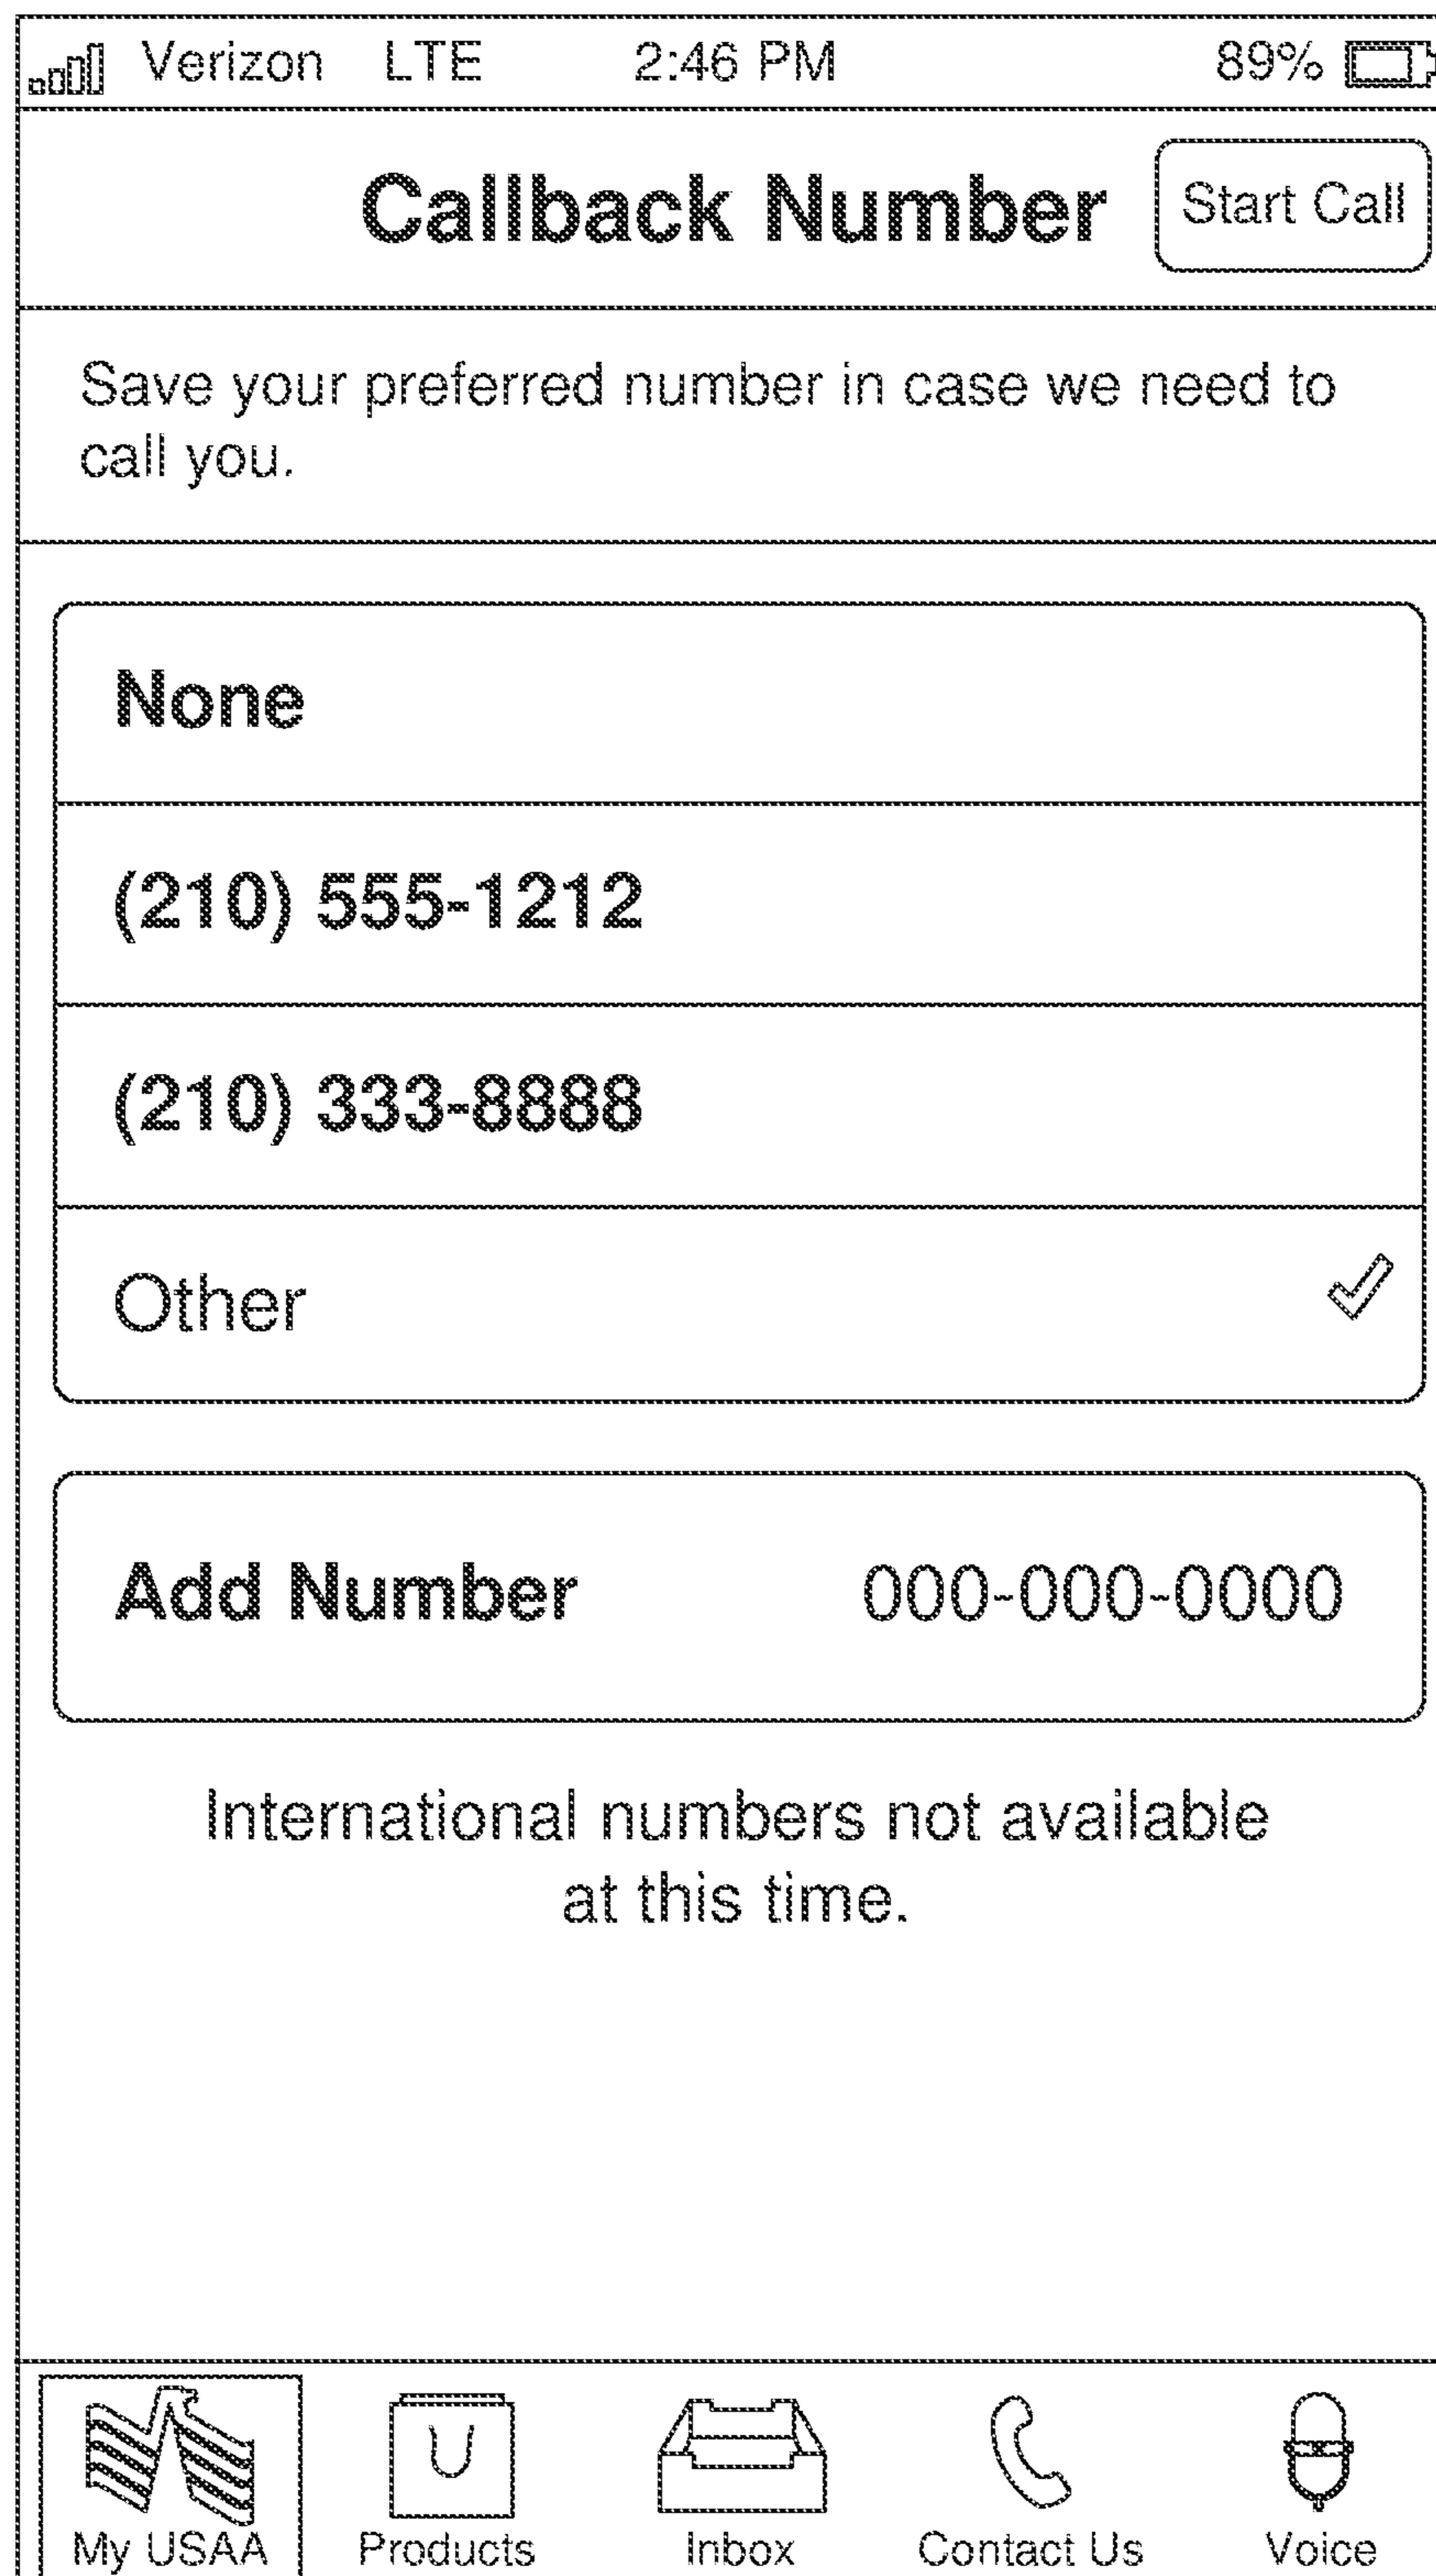 Verizon LTE 2:46 PM 89%
Callback Number Start Call
Save your preferred number in case we need to
call you.
None
(210) 555-1212
(210) 333-8888
Other
Add Number 000-000-0000
International numbers not available
at this time.
My USAA Products Inbox Contact Us Voice